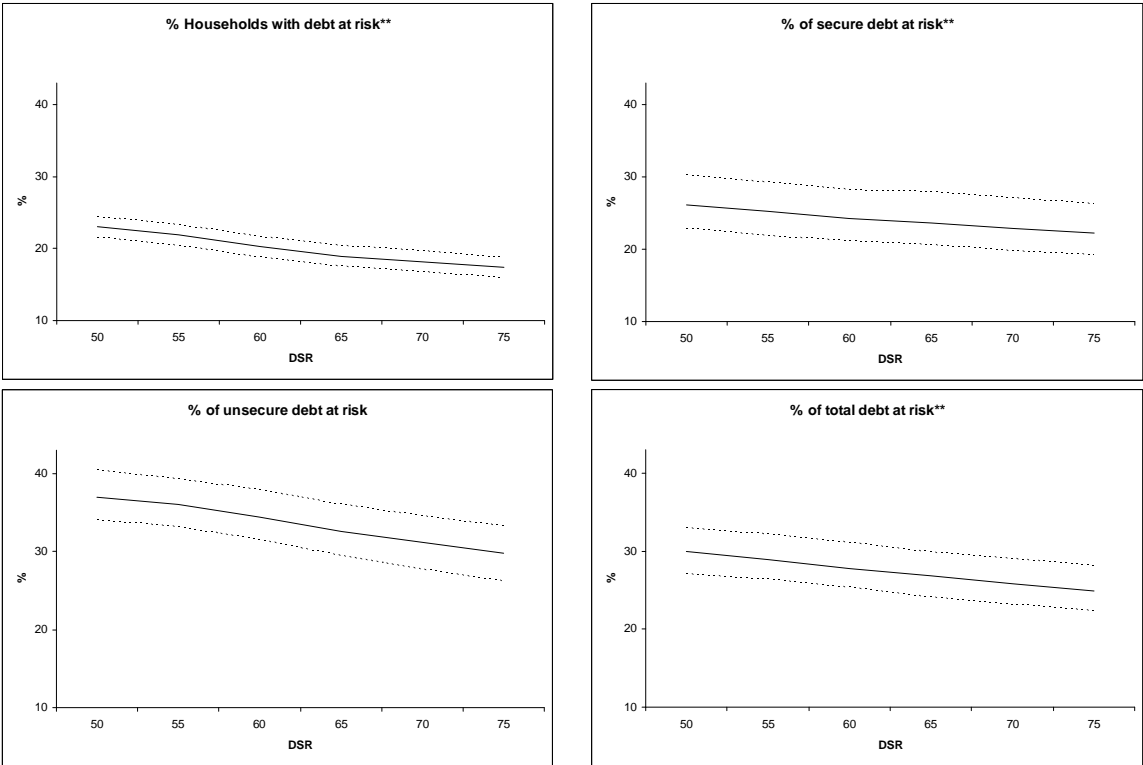 % Households with debt at risk**
40
30
%
20
10
50 55 60 65 70 75
DSR
% of secure debt at risk**
40
30
%
20
10
50 55 60 65 70 75
DSR
% of unsecure debt at risk
40
30
%
20
10
50 55 60 65 70 75
DSR
% of total debt at risk**
40
30
%
20
10
50 55 60 65 70 75
DSR